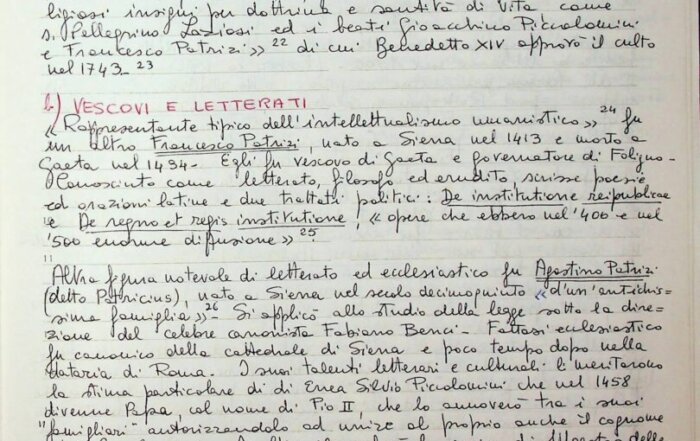 ligiosi insigni per dottrina e santità di vita come
S. Pellegrino Laziosi ed i beati Gioacchino Piccolomini
e Francesco Patrizi >> 22 di cui Benedetto XIV approvò il culto
nel 1743_ 23
b) VESCOVI E LETTERATI
«Rappresentante tipico dell'intellettualismo umanistico» 24 fu
un altro Francesco Patrizi, nato a Siena nel 1413 e morto a
Gaeta nel 1494_ Egli fu vescovo di Gaeta e governatore di Foligno_
Conosciuto come letterato, filosofo ed erudito, scrisse poesie
ed orazioni latine e due trattati politici: De institutione reipublicae
e De regno et regis institutione, «opere che ebbero nel '400 e nel
'500 enorme diffusione» 25
Altra figura notevole di letterato ed ecclesiastico fu Agostino Patrizi
(detto Patricius), nato a Siena nel secolo decimoquinto «d'un'antichis=
sima famiglia» 26_ Si applicò allo studio della legge sotto la dire=
zione del celebre canonista Fabiano Benci_ Fattosi ecclesiastico
fu canonico della cattedrale di Siena e poco tempo dopo nella
dataria di Roma. I suoi talenti letterari e culturali li meritarono
la stima particolare di di Enea Silvio Piccolomini che nel 1458
divenne Papa, col nome di Pio II, che lo annoverò tra i suoi
"famigliari" autorizzandolo ad unire al proprio anche il cognome